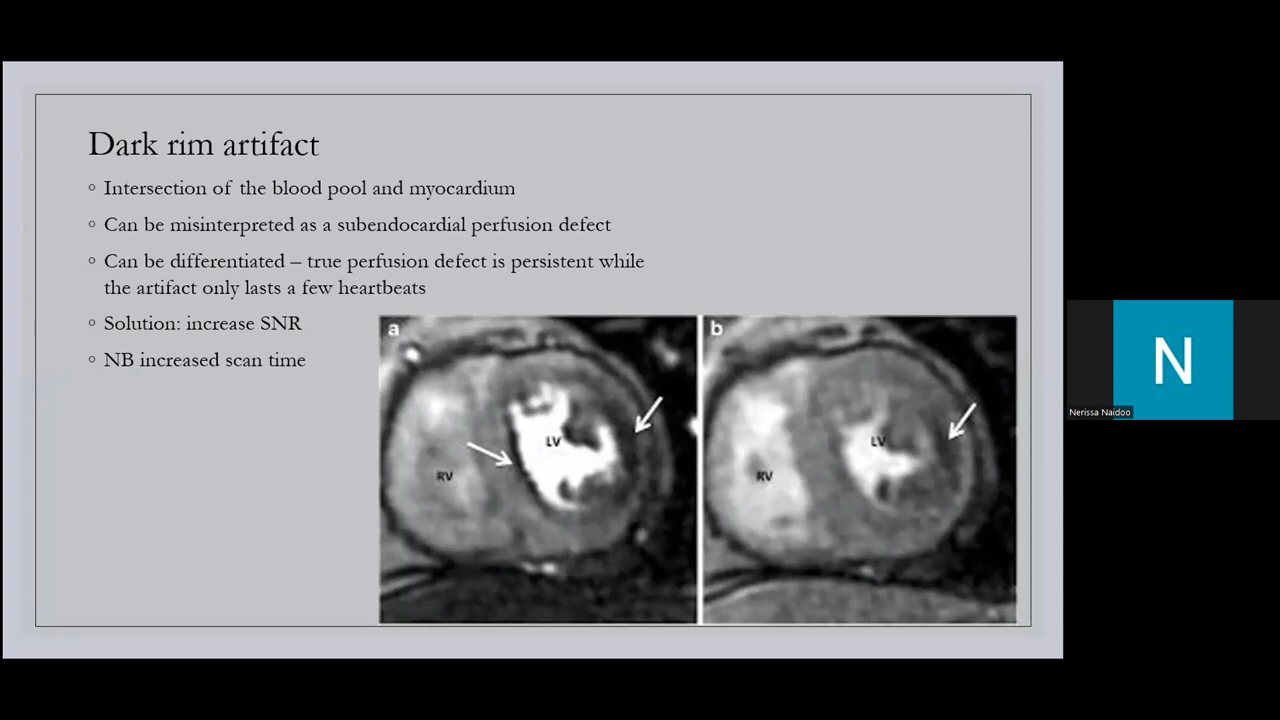 Dark rim artifact
◦ Intersection of the blood pool and myocardium
◦ Can be misinterpreted as a subendocardial perfusion defect
◦ Can be differentiated – true perfusion defect is persistent while
the artifact only lasts a few heartbeats
◦ Solution: increase SNR
◦ NB increased scan time
a
LV
RV
b
LV
RV
N
Nerissa Naidoo